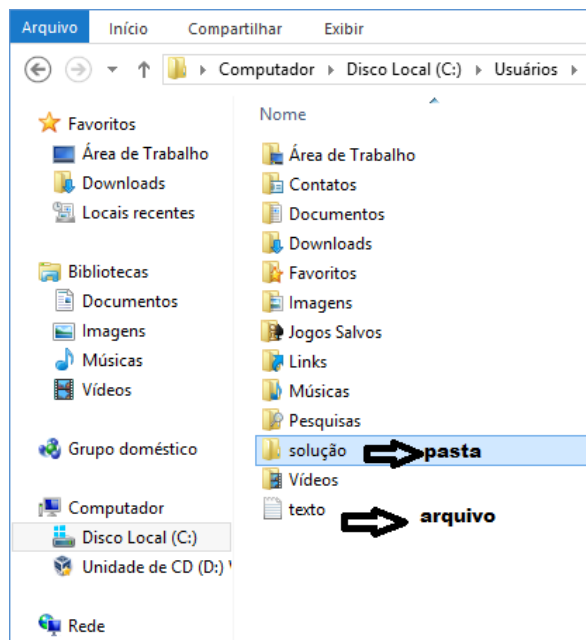 Arquivo Início Compartilhar Exibir
Computador Disco Local (C:) Usuários
Favoritos
Área de Trabalho
Downloads
Locais recentes
Bibliotecas
Documentos
Imagens
Músicas
Vídeos
Grupo doméstico
Computador
Disco Local (C:)
Unidade de CD (D:)
Rede
Nome
Área de Trabalho
Contatos
Documentos
Downloads
Favoritos
Imagens
Jogos Salvos
Links
Músicas
Pesquisas
solução pasta
Vídeos
texto arquivo